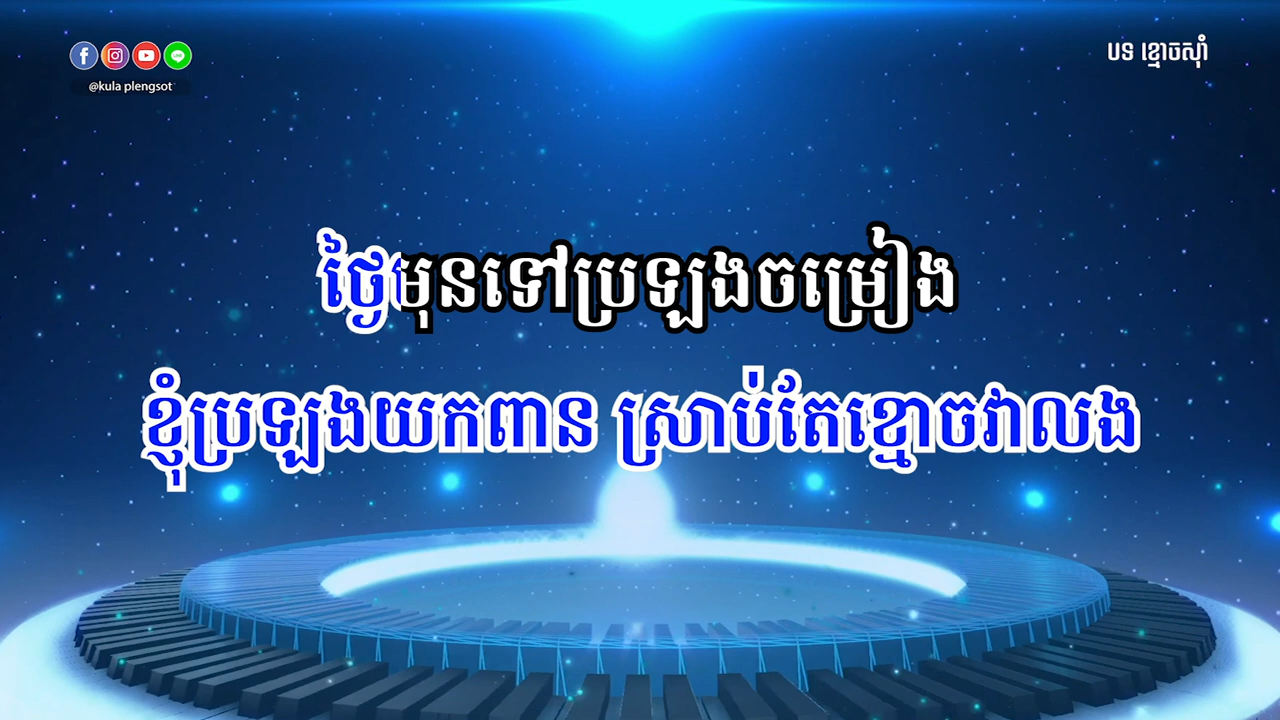 @kula plengsot
បទ ខ្មោចស៊ាំ
ថ្ងៃមុនទៅប្រឡងចម្រៀង
ខ្ញុំប្រឡងយកពាន ស្រាប់តែខ្មោចវាលង